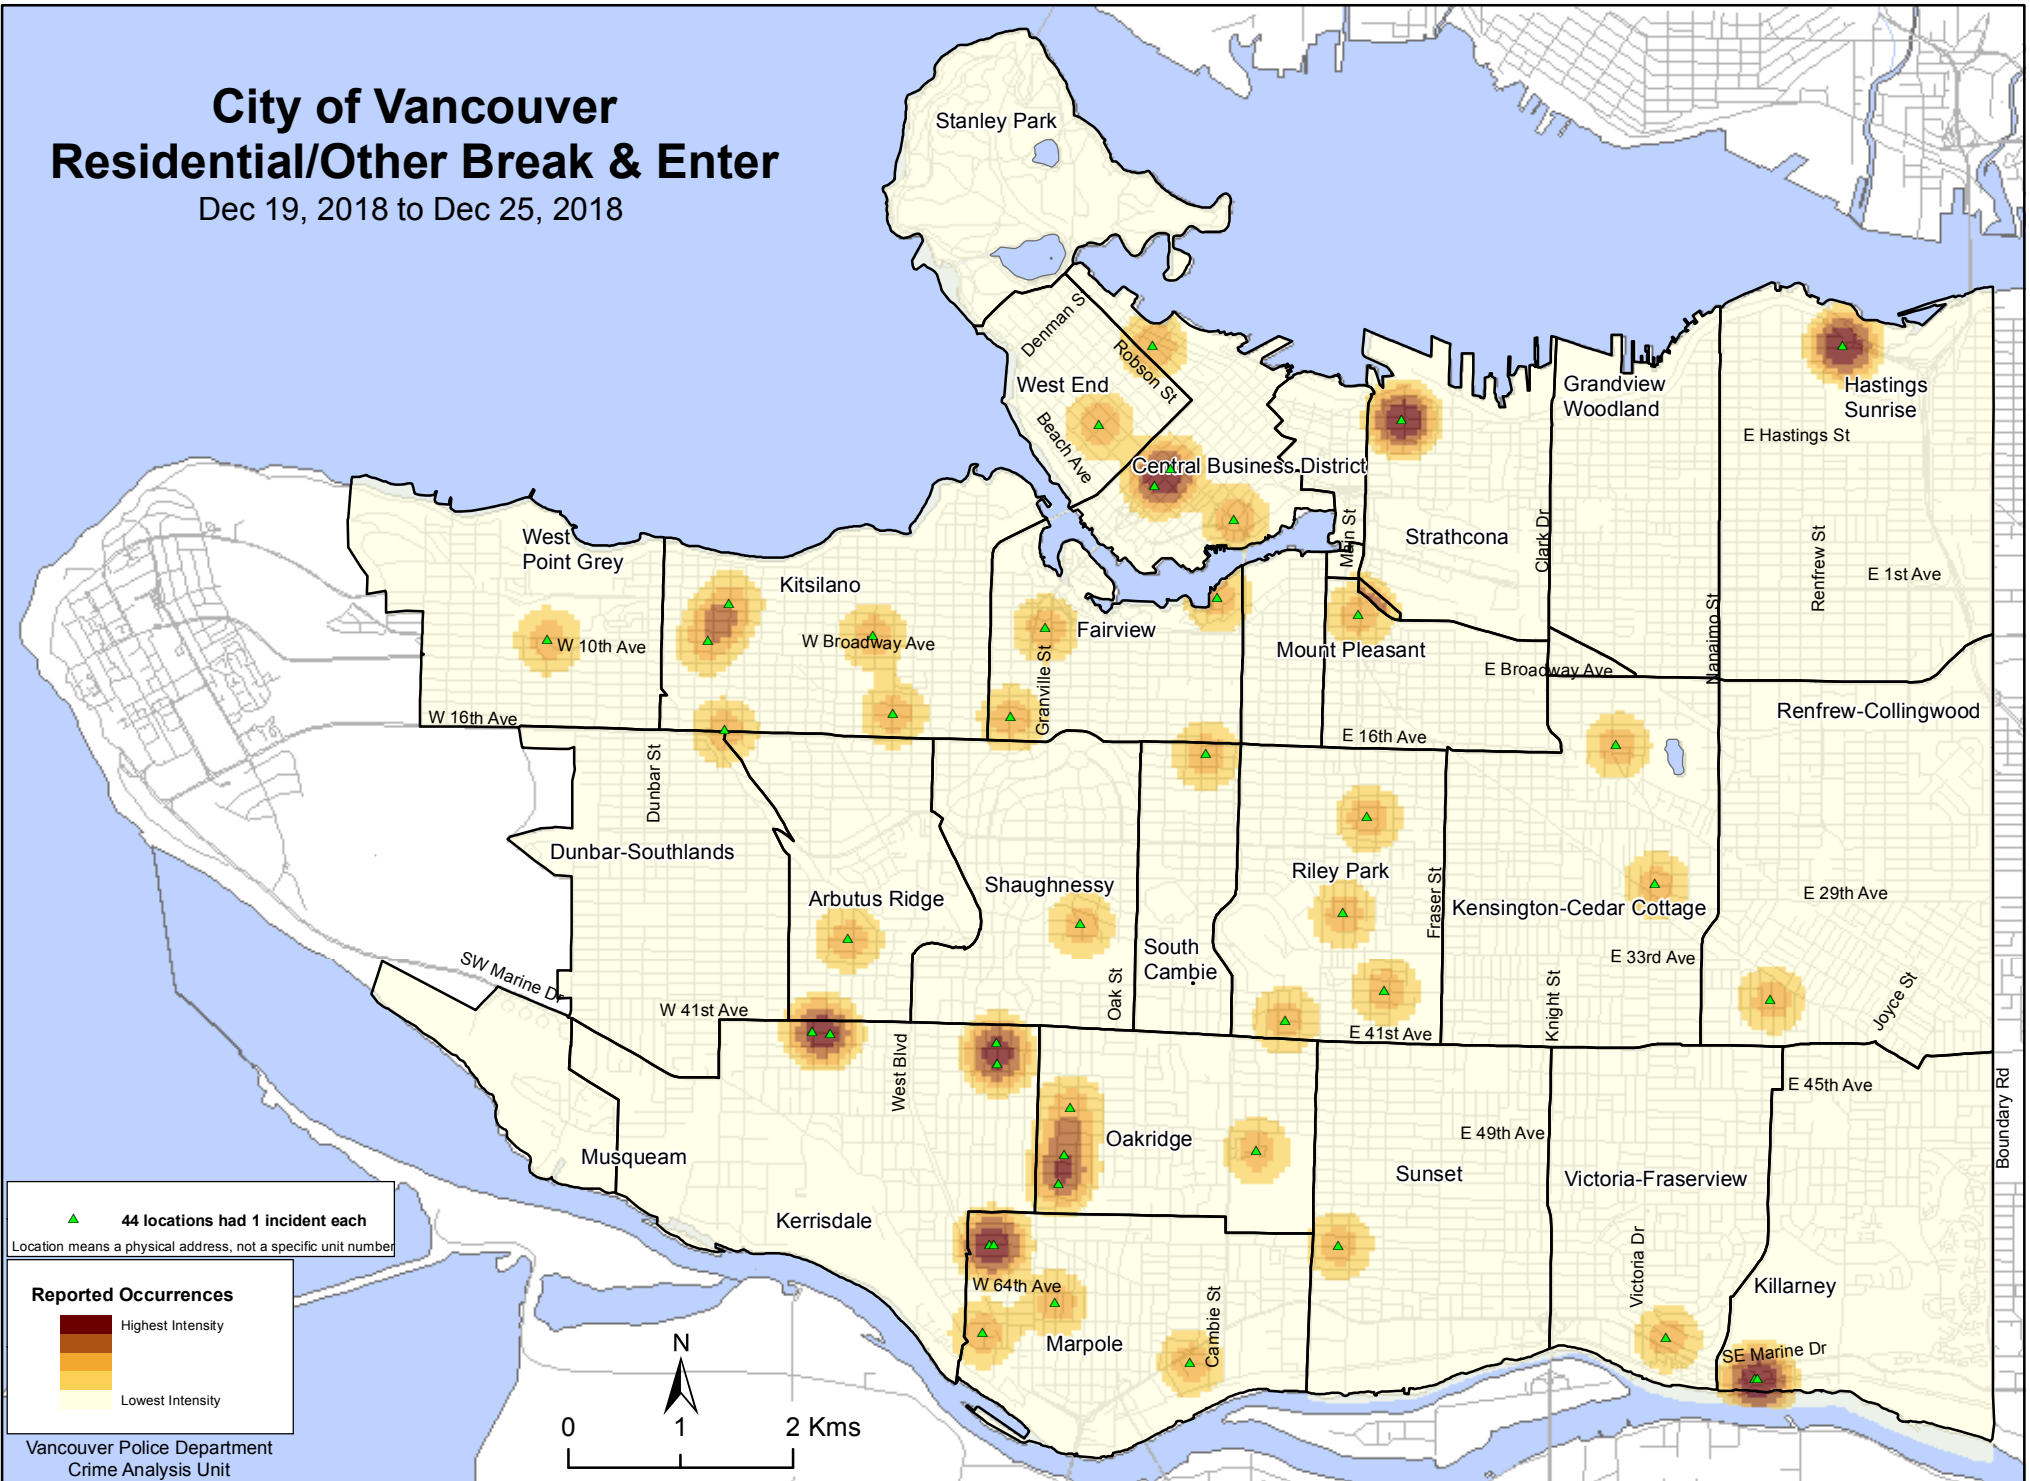 City of Vancouver
Residential/Other Break & Enter
Dec 19, 2018 to Dec 25, 2018
Stanley Park
Denman S
Robson St
West End
Beach Ave
Central Business District
Grandview
Woodland
Hastings
Sunrise
E Hastings St
West
Point Grey
Kitsilano
W 10th Ave
W Broadway Ave
Fairview
Granville St
Main St
Strathcona
Clark Dr
Nanaimo St
Renfrew St
E 1st Ave
Mount Pleasant
E Broadway Ave
W 16th Ave
E 16th Ave
Renfrew-Collingwood
Dunbar St
Dunbar-Southlands
Arbutus Ridge
Shaughnessy
Riley Park
Fraser St
Kensington-Cedar Cottage
E 29th Ave
South
Cambie
Oak St
E 33rd Ave
Knight St
Joyce St
SW Marine Dr
W 41st Ave
E 41st Ave
West Blvd
E 45th Ave
Boundary Rd
Musqueam
Oakridge
E 49th Ave
Sunset
Victoria-Fraserview
Kerrisdale
Victoria Dr
Killarney
W 64th Ave
Marpole
Cambie St
SE Marine Dr
44 locations had 1 incident each
Location means a physical address, not a specific unit number
Reported Occurrences
Highest Intensity
Lowest Intensity
Vancouver Police Department
Crime Analysis Unit
N
0 1 2 Kms